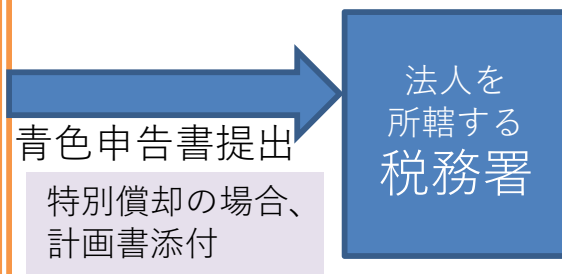 青色申告書提出
特別償却の場合、
計画書添付
法人を
所轄する
税務署